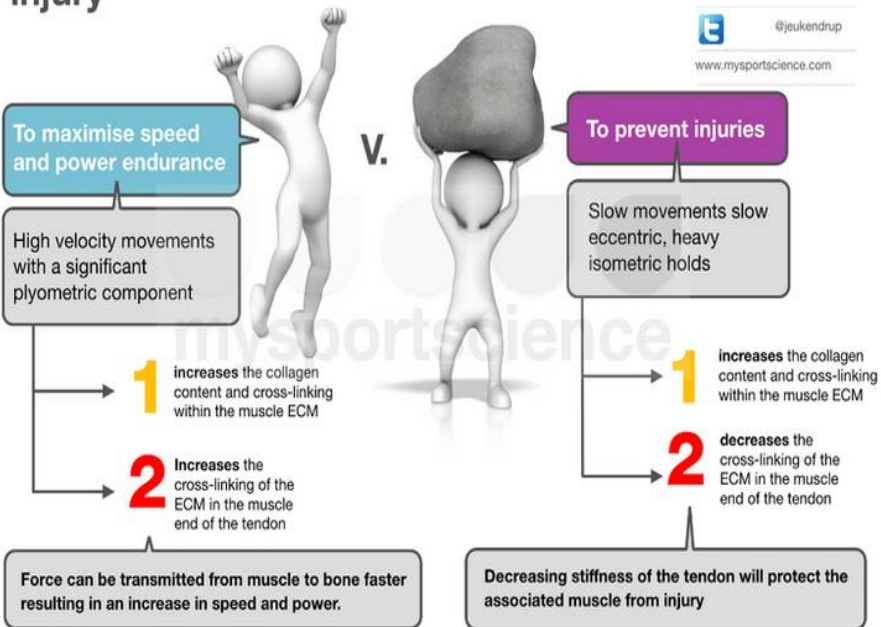 injury
@jeukendrup
www.mysportscience.com
To maximise speed
and power endurance
V.
To prevent injuries
High velocity movements
with a significant
plyometric component
Slow movements slow
eccentric, heavy
isometric holds
mysportscience
1
increases the collagen
content and cross-linking
within the muscle ECM
2
Increases the
cross-linking of the
ECM in the muscle
end of the tendon
1
increases the collagen
content and cross-linking
within the muscle ECM
2
decreases the
cross-linking of the
ECM in the muscle
end of the tendon
Force can be transmitted from muscle to bone faster
resulting in an increase in speed and power.
Decreasing stiffness of the tendon will protect the
associated muscle from injury